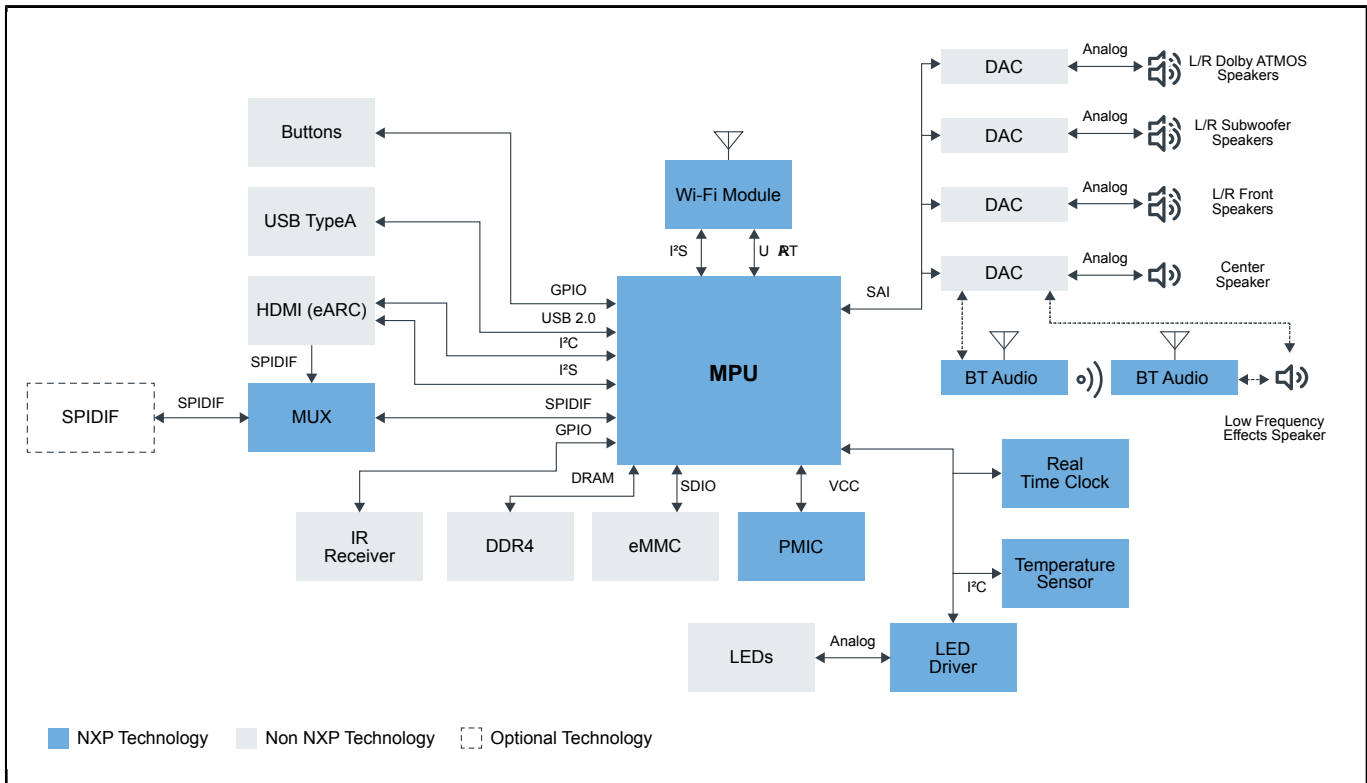 DAC
Analog
L/R Dolby ATMOS
Speakers
Buttons
DAC
Analog
L/R Subwoofer
Speakers
Wi-Fi Module
USB TypeA
DAC
Analog
L/R Front
Speakers
I²S
UART
DAC
Analog
Center
Speaker
HDMI (eARC)
GPIO
USB 2.0
I²C
I²S
SAI
MPU
SPIDIF
BT Audio
BT Audio
SPIDIF
SPIDIF
MUX
SPIDIF
GPIO
Low Frequency
Effects Speaker
DRAM
SDIO
VCC
Real
Time Clock
IR
Receiver
DDR4
eMMC
PMIC
Temperature
Sensor
I²C
LEDs
Analog
LED
Driver
NXP Technology
Non NXP Technology
Optional Technology